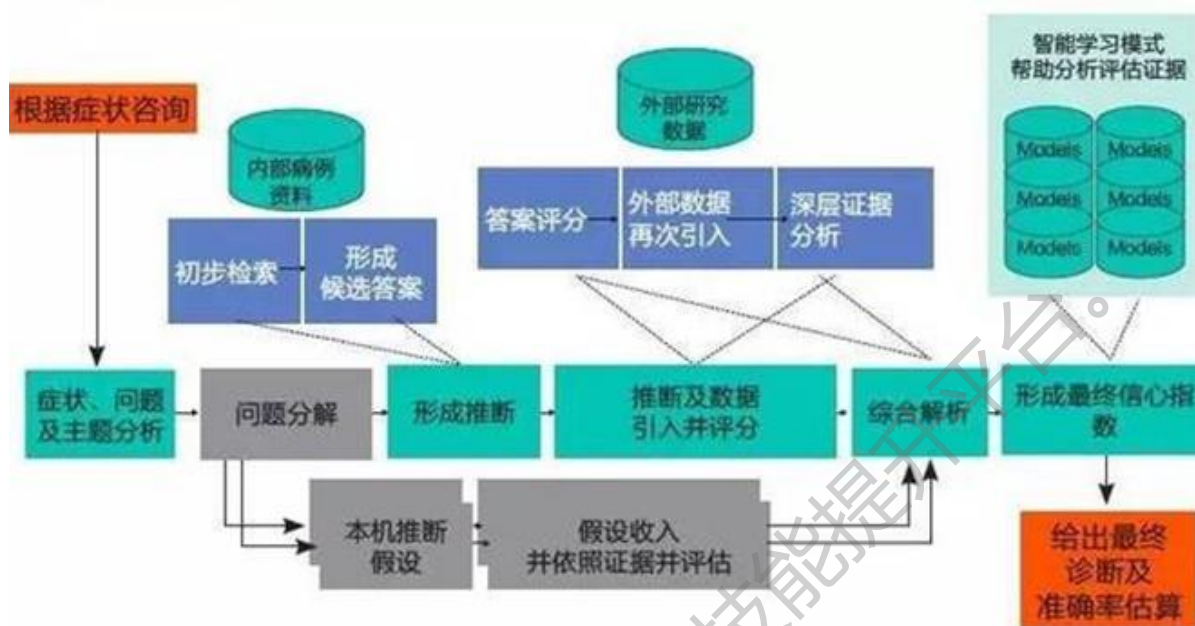 智能学习模式
帮助分析评估证据
根据症状咨询
外部研究
数据
内部病例
资料
Models
Models
Models
Models
Models
Models
答案评分
外部数据
再次引入
深层证据
分析
初步检索
形成
候选答案
症状、问题
及主题分析
问题分解
形成推断
推断及数据
引入并评分
综合解析
形成最终信心指
数
本机推断
假设
假设收入
并依照证据并评估
给出最终
诊断及
准确率估算
技能提升平台。